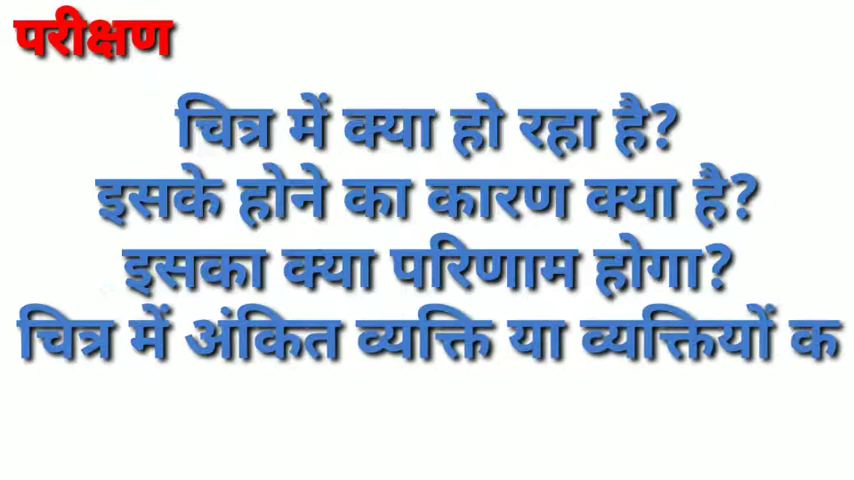 परीक्षण
चित्र में क्या हो रहा है?
इसके होने का कारण क्या है?
इसका क्या परिणाम होगा?
चित्र में अंकित व्यक्ति या व्यक्तियों क